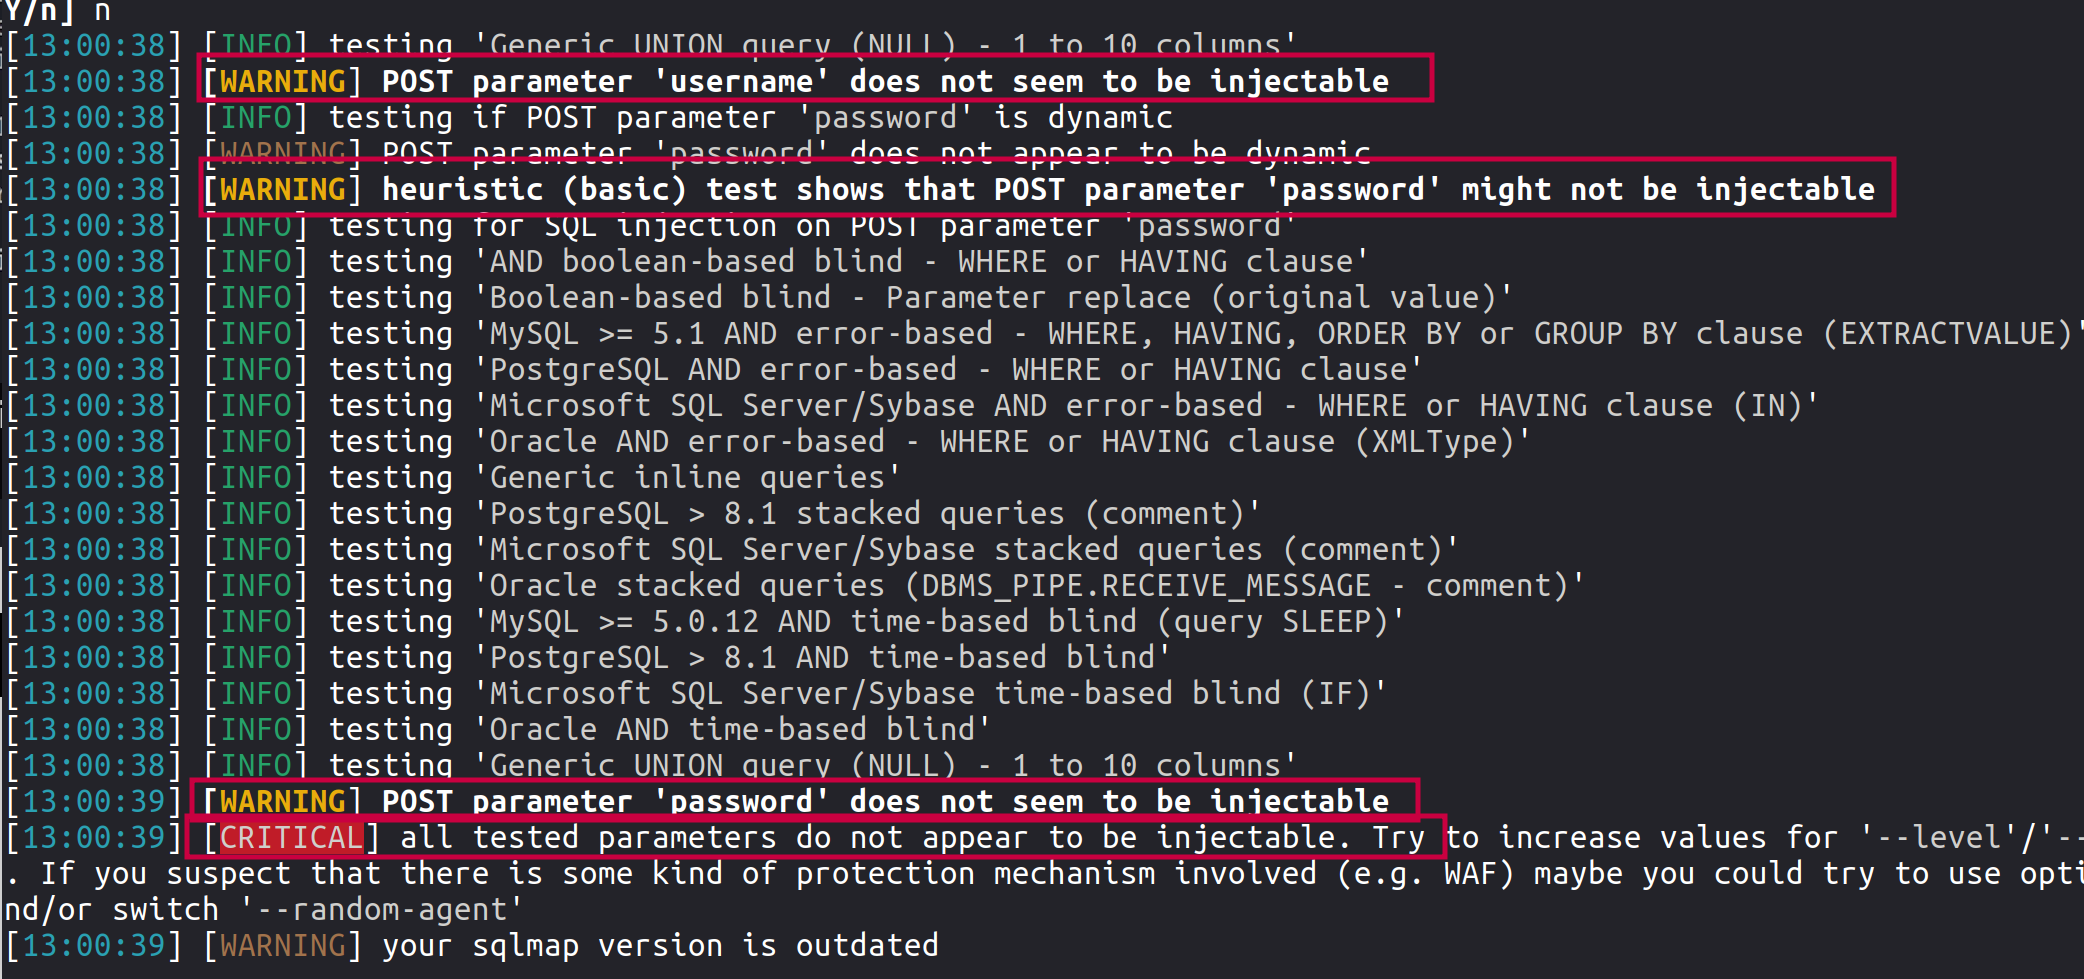 Y/n] n
[13:00:38] [INFO] testing 'Generic UNION query (NULL) - 1 to 10 columns'
[13:00:38] [WARNING] POST parameter 'username' does not seem to be injectable
[13:00:38] [INFO] testing if POST parameter 'password' is dynamic
[13:00:38] [WARNING] POST parameter 'password' does not appear to be dynamic
[13:00:38] [WARNING] heuristic (basic) test shows that POST parameter 'password' might not be injectable
[13:00:38] [INFO] testing for SQL injection on POST parameter 'password'
[13:00:38] [INFO] testing 'AND boolean-based blind - WHERE or HAVING clause'
[13:00:38] [INFO] testing 'Boolean-based blind - Parameter replace (original value)'
[13:00:38] [INFO] testing 'MySQL >= 5.1 AND error-based - WHERE, HAVING, ORDER BY or GROUP BY clause (EXTRACTVALUE)'
[13:00:38] [INFO] testing 'PostgreSQL AND error-based - WHERE or HAVING clause'
[13:00:38] [INFO] testing 'Microsoft SQL Server/Sybase AND error-based - WHERE or HAVING clause (IN)'
[13:00:38] [INFO] testing 'Oracle AND error-based - WHERE or HAVING clause (XMLType)'
[13:00:38] [INFO] testing 'Generic inline queries'
[13:00:38] [INFO] testing 'PostgreSQL > 8.1 stacked queries (comment)'
[13:00:38] [INFO] testing 'Microsoft SQL Server/Sybase stacked queries (comment)'
[13:00:38] [INFO] testing 'Oracle stacked queries (DBMS_PIPE.RECEIVE_MESSAGE - comment)'
[13:00:38] [INFO] testing 'MySQL >= 5.0.12 AND time-based blind (query SLEEP)'
[13:00:38] [INFO] testing 'PostgreSQL > 8.1 AND time-based blind'
[13:00:38] [INFO] testing 'Microsoft SQL Server/Sybase time-based blind (IF)'
[13:00:38] [INFO] testing 'Oracle AND time-based blind'
[13:00:38] [INFO] testing 'Generic UNION query (NULL) - 1 to 10 columns'
[13:00:39] [WARNING] POST parameter 'password' does not seem to be injectable
[13:00:39] [CRITICAL] all tested parameters do not appear to be injectable. Try to increase values for '--level'/'--
. If you suspect that there is some kind of protection mechanism involved (e.g. WAF) maybe you could try to use opti
nd/or switch '--random-agent'
[13:00:39] [WARNING] your sqlmap version is outdated